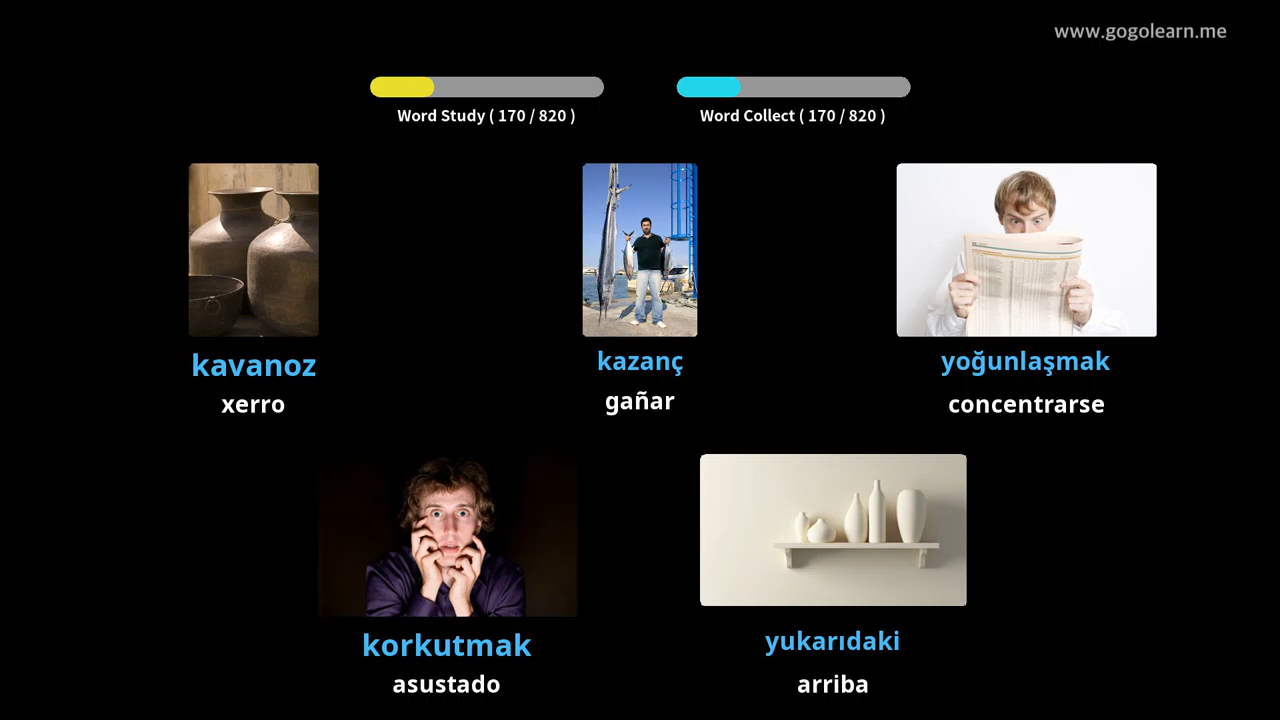 www.gogolearn.me
Word Study ( 170 / 820 )
Word Collect ( 170 / 820 )
kavanoz
xerro
kazanç
gañar
yoğunlaşmak
concentrarse
korkutmak
asustado
yukarıdaki
arriba